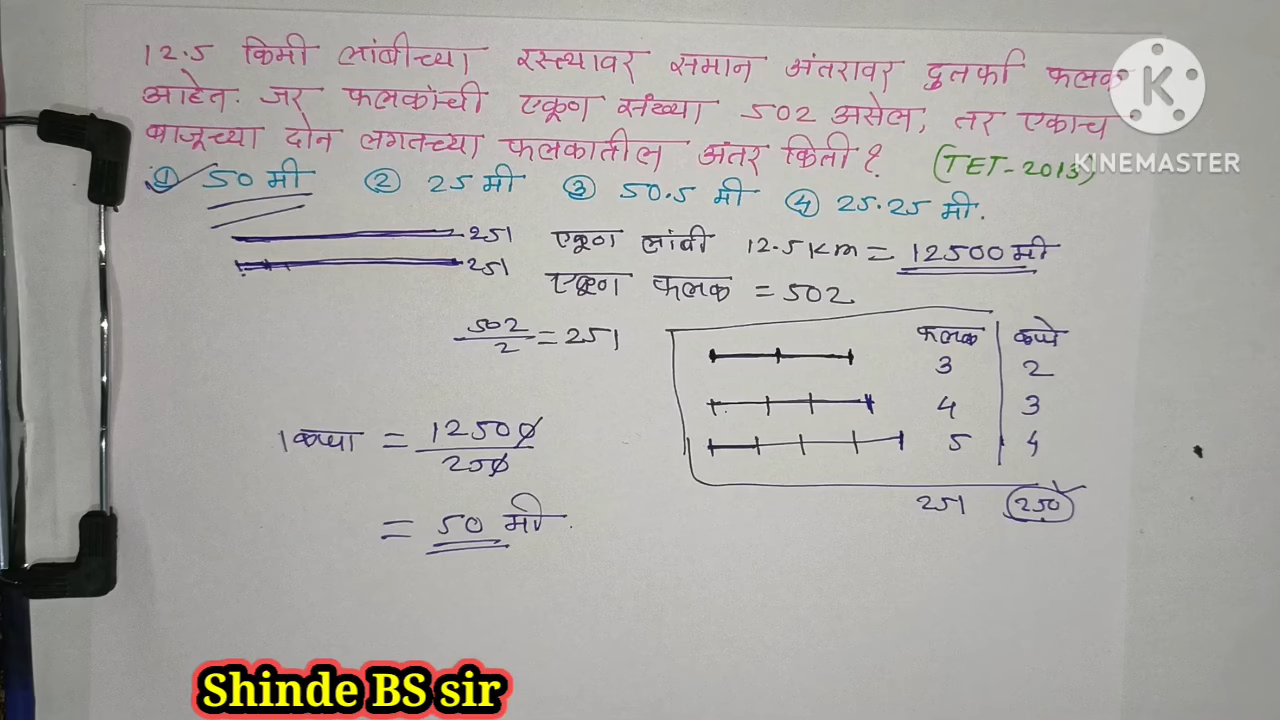 12.5 किमी लांबीच्या रस्त्यावर समान अंतरावर दुतर्फा फलक
आहेत. जर फलकांची एकूण संख्या 502 असेल, तर एकाच
बाजूच्या दोन लगतच्या फलकातील अंतर किती? (TET-2013)
K
KINEMASTER
① 50 मी ② 25 मी ③ 50.5 मी ④ 25.25 मी.
251 एकूण लांबी 12.5 KM = 12500 मी
251 एकूण फलक = 502
502/2 = 251
फलक कप्पे
3 2
4 3
5 4
251 250
1 कप्पा = 12500/250
= 50 मी.
Shinde BS sir